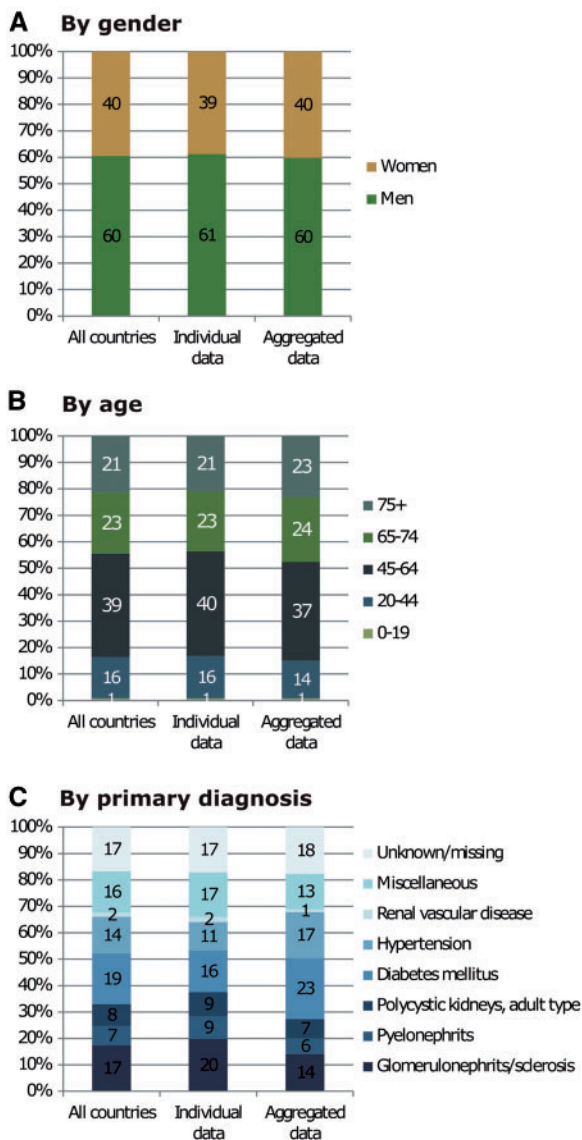 A By gender
100%
90%
80%
70%
60%
50%
40%
30%
20%
10%
0%
40 39 40
60 61 60
Women
Men
All countries Individual data Aggregated data
B By age
100%
90%
80%
70%
60%
50%
40%
30%
20%
10%
0%
21 21 23
23 23 24
39 40 37
16 16 14
1 1 1
75+
65-74
45-64
20-44
0-19
All countries Individual data Aggregated data
C By primary diagnosis
100%
90%
80%
70%
60%
50%
40%
30%
20%
10%
0%
17 17 18
16 17 13
2 2 1
14 11 17
19 16 23
8 9 7
7 9 6
17 20 14
Unknown/missing
Miscellaneous
Renal vascular disease
Hypertension
Diabetes mellitus
Polycystic kidneys, adult type
Pyelonephrits
Glomerulonephrits/sclerosis
All countries Individual data Aggregated data